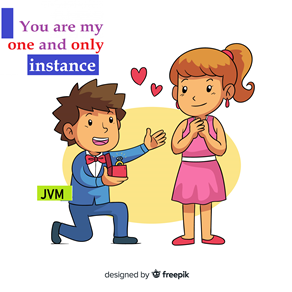 You are my
one and only
instance
JVM
designed by freepik